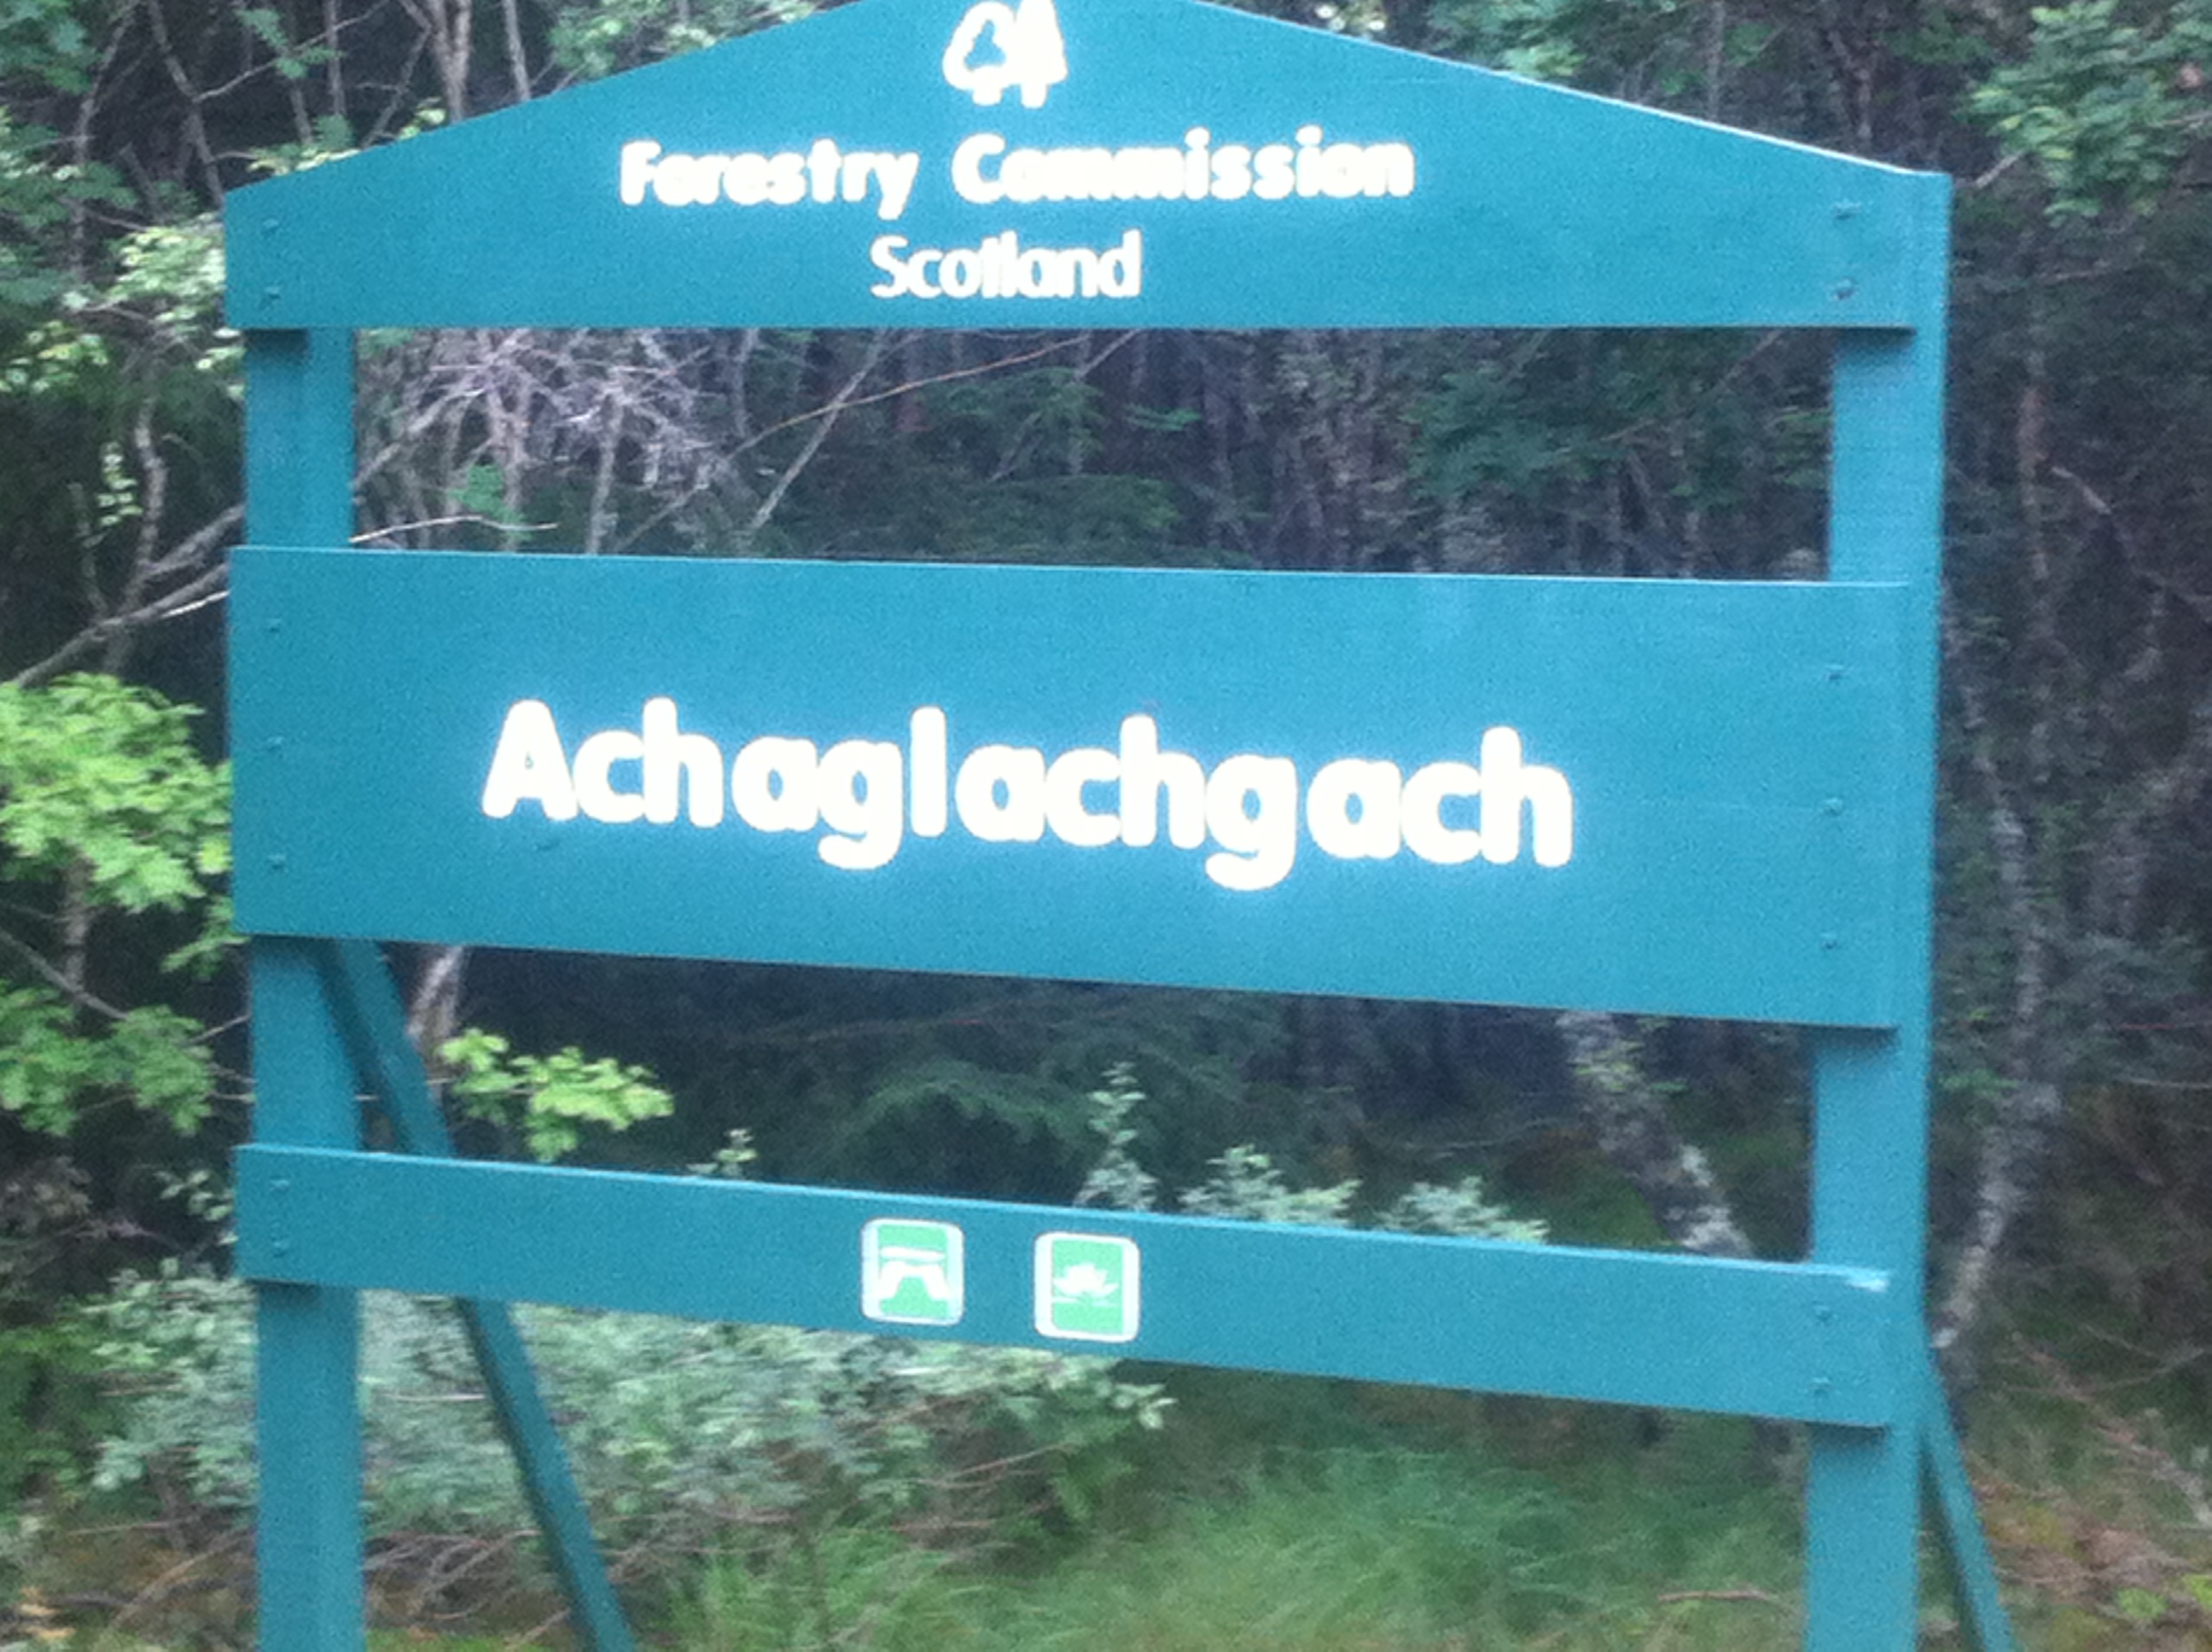 Forestry Commission
Scotland
Achaglachgach